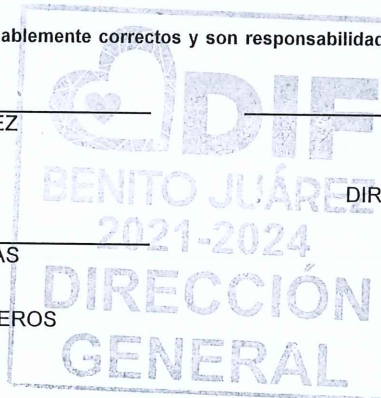 ablemente correctos y son responsabilidad
EZ
DIF
BENITO JUÁREZ
DIR
2021-2024
AS
DIRECCIÓN
EROS
GENERAL